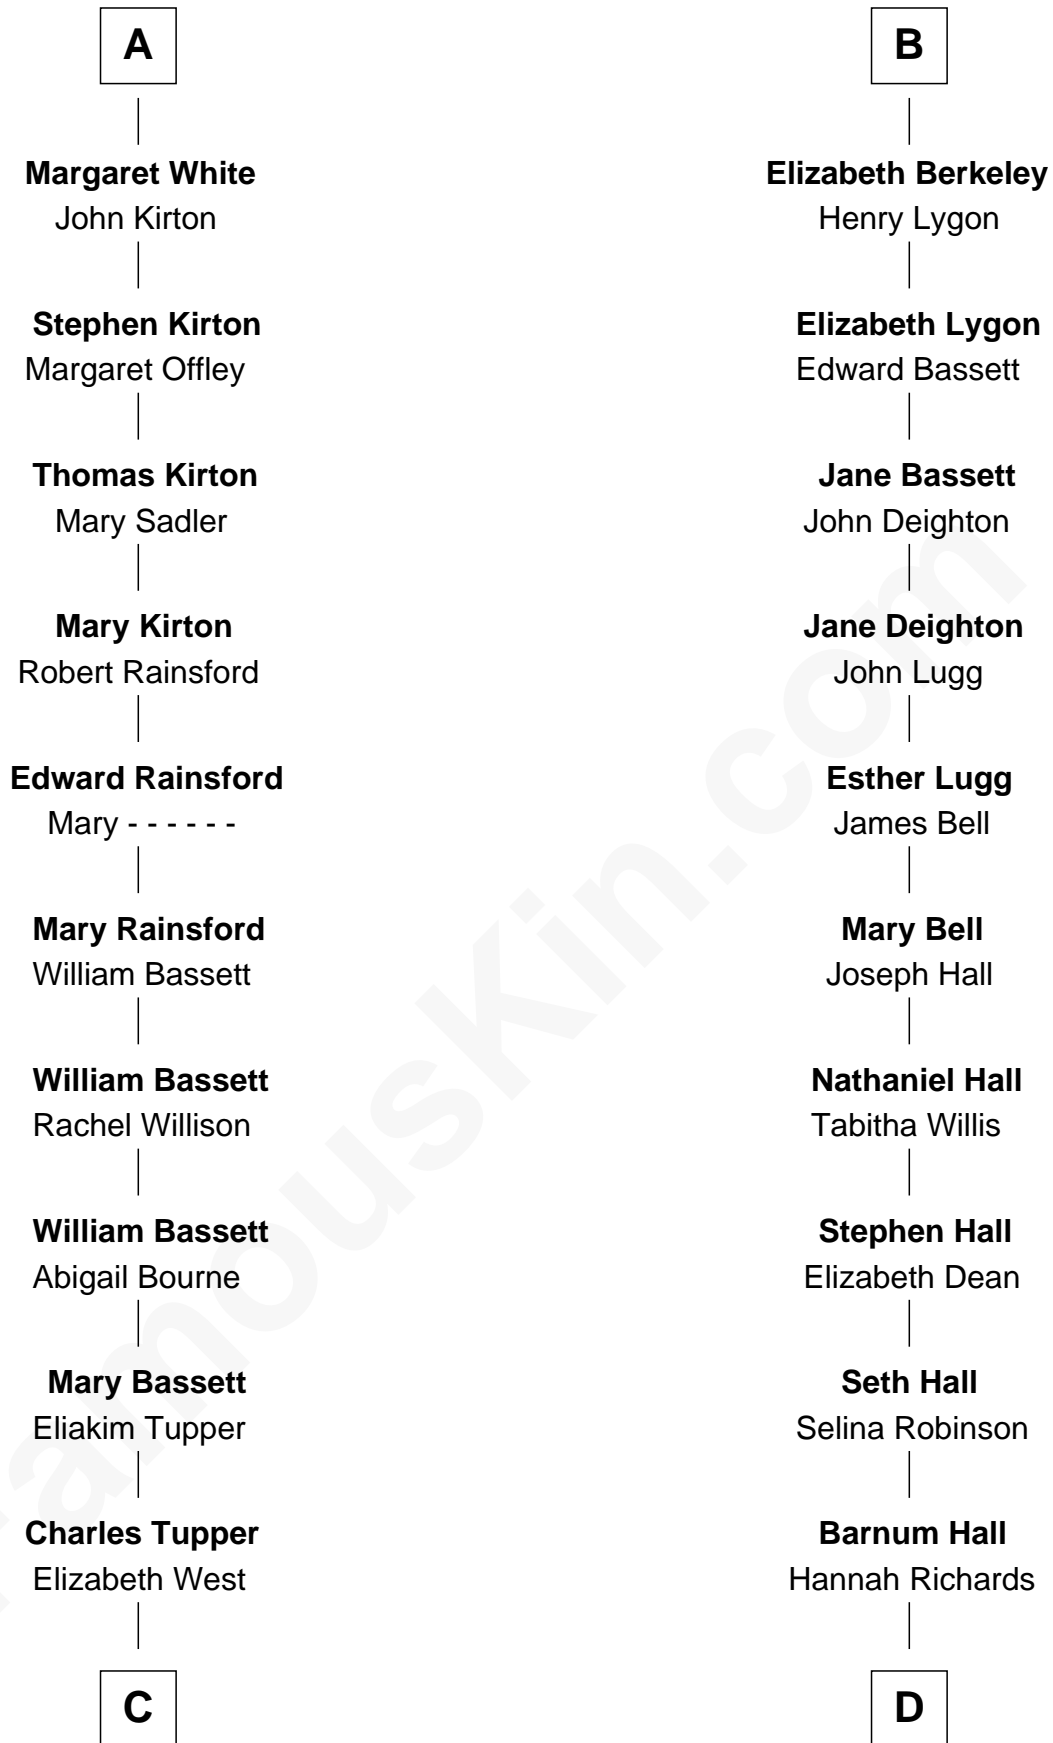 A
Margaret White
John Kirton
Stephen Kirton
Margaret Offley
Thomas Kirton
Mary Sadler
Mary Kirton
Robert Rainsford
Edward Rainsford
Mary - - - - - -
Mary Rainsford
William Bassett
William Bassett
Rachel Willison
William Bassett
Abigail Bourne
Mary Bassett
Eliakim Tupper
Charles Tupper
Elizabeth West
C
B
Elizabeth Berkeley
Henry Lygon
Elizabeth Lygon
Edward Bassett
Jane Bassett
John Deighton
Jane Deighton
John Lugg
Esther Lugg
James Bell
Mary Bell
Joseph Hall
Nathaniel Hall
Tabitha Willis
Stephen Hall
Elizabeth Dean
Seth Hall
Selina Robinson
Barnum Hall
Hannah Richards
D
FamousKin.com